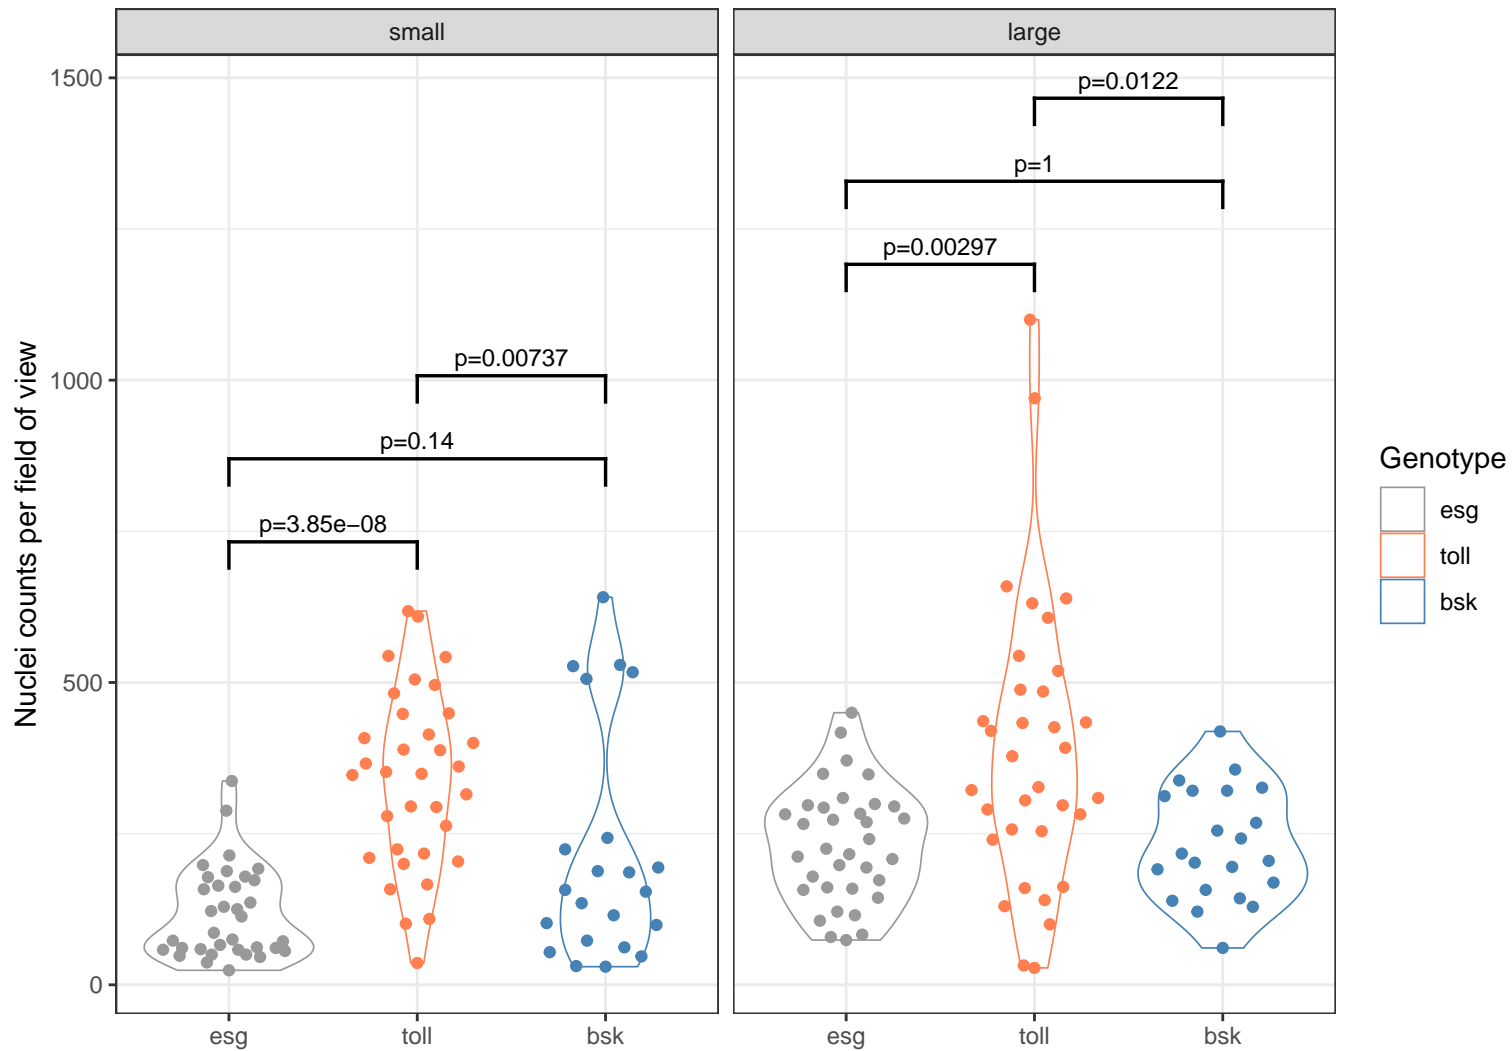 small
large
1500
1000
500
0
Nuclei counts per field of view
p=0.00737
p=0.14
p=3.85e−08
p=0.0122
p=1
p=0.00297
esg
toll
bsk
esg
toll
bsk
Genotype
esg
toll
bsk